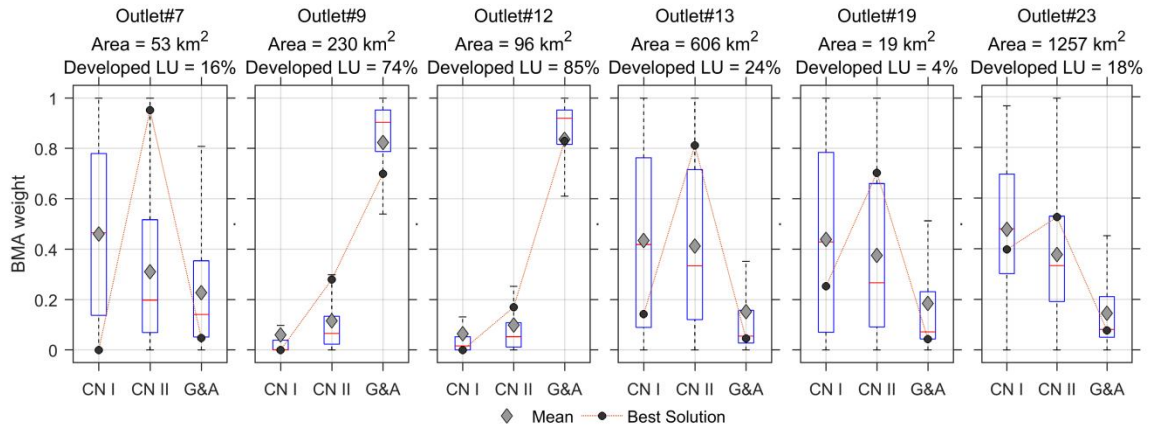 Outlet#7
Area = 53 km²
Developed LU = 16%
Outlet#9
Area = 230 km²
Developed LU = 74%
Outlet#12
Area = 96 km²
Developed LU = 85%
Outlet#13
Area = 606 km²
Developed LU = 24%
Outlet#19
Area = 19 km²
Developed LU = 4%
Outlet#23
Area = 1257 km²
Developed LU = 18%
BMA weight
1
0.8
0.6
0.4
0.2
0
CN I CN II G&A
CN I CN II G&A
CN I CN II G&A
CN I CN II G&A
CN I CN II G&A
CN I CN II G&A
Mean Best Solution